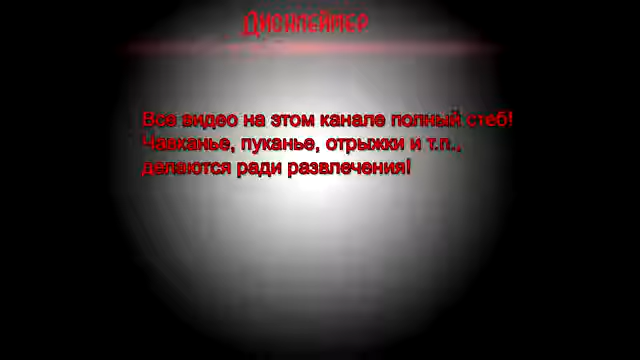 Дисклеймер
Все видео на этом канале полный стеб!
Чавканье, пуканье, отрыжки и т.п.,
делаются ради развлечения!